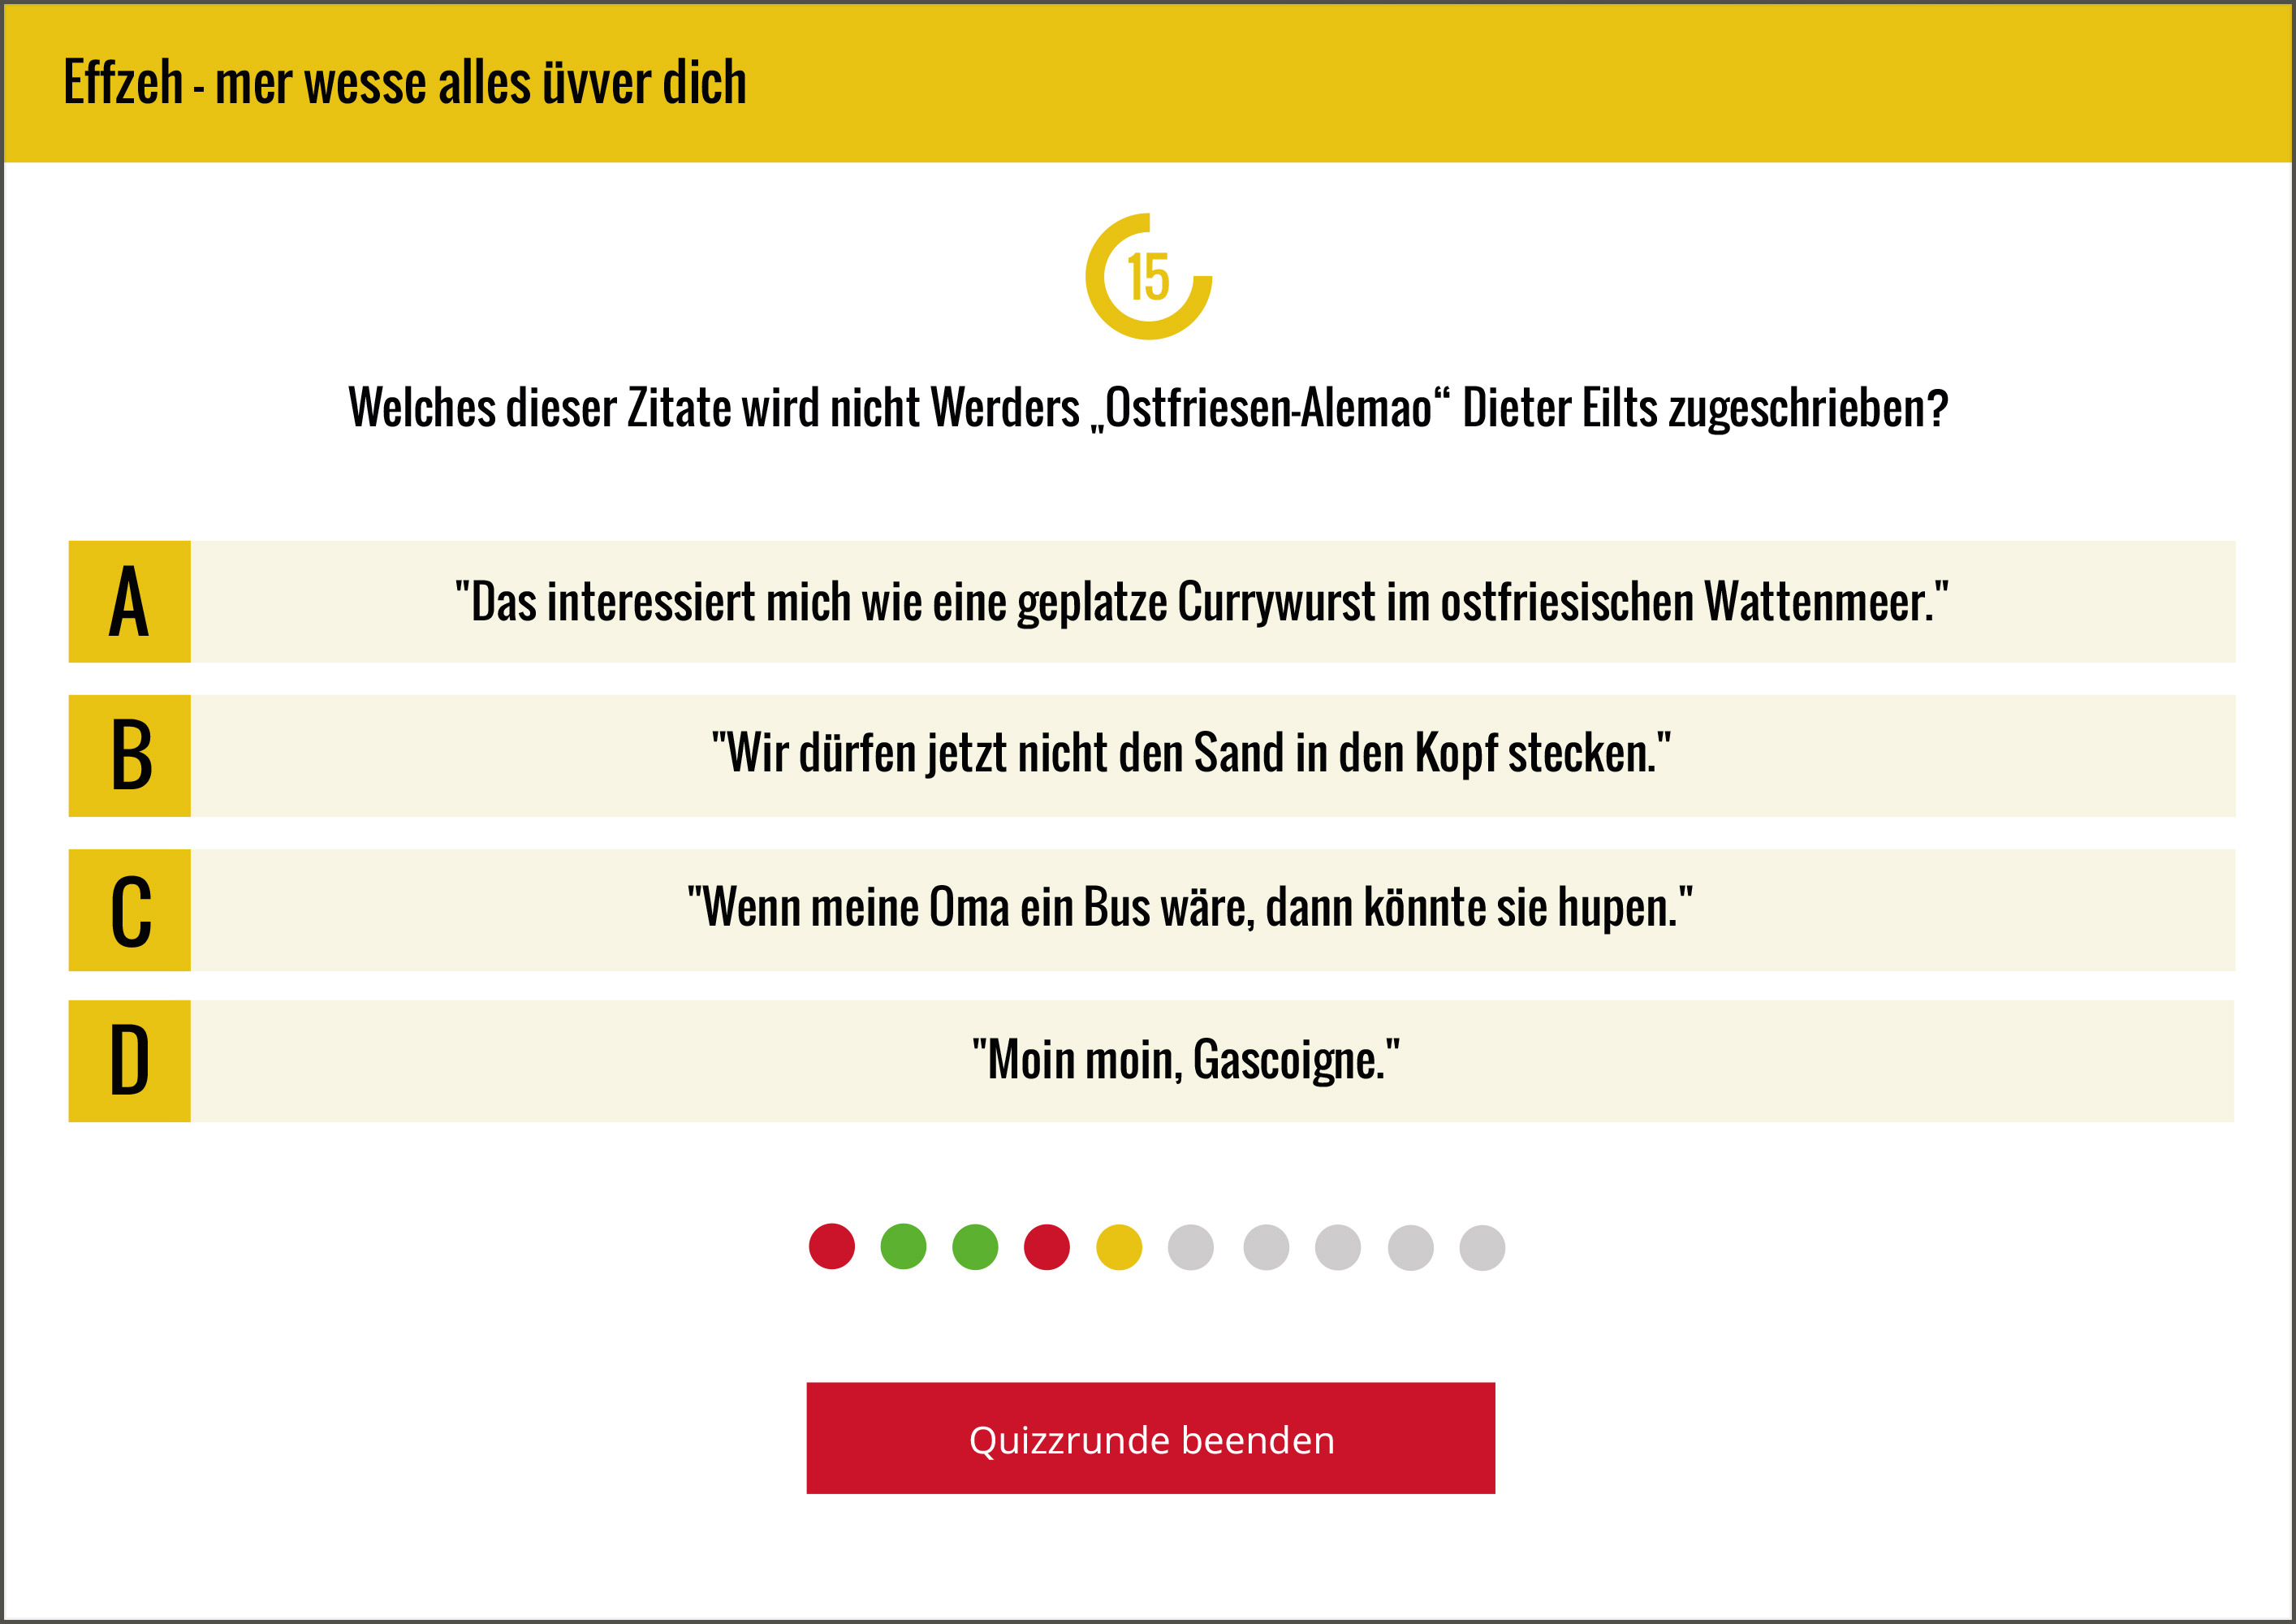 Effzeh - mer wesse alles üvver dich
15
Welches dieser Zitate wird nicht Werders „Ostfriesen-Alemao“ Dieter Eilts zugeschrieben?
A "Das interessiert mich wie eine geplatze Currywurst im ostfriesischen Wattenmeer."
B "Wir dürfen jetzt nicht den Sand in den Kopf stecken."
C "Wenn meine Oma ein Bus wäre, dann könnte sie hupen."
D "Moin moin, Gascoigne."
Quizzrunde beenden